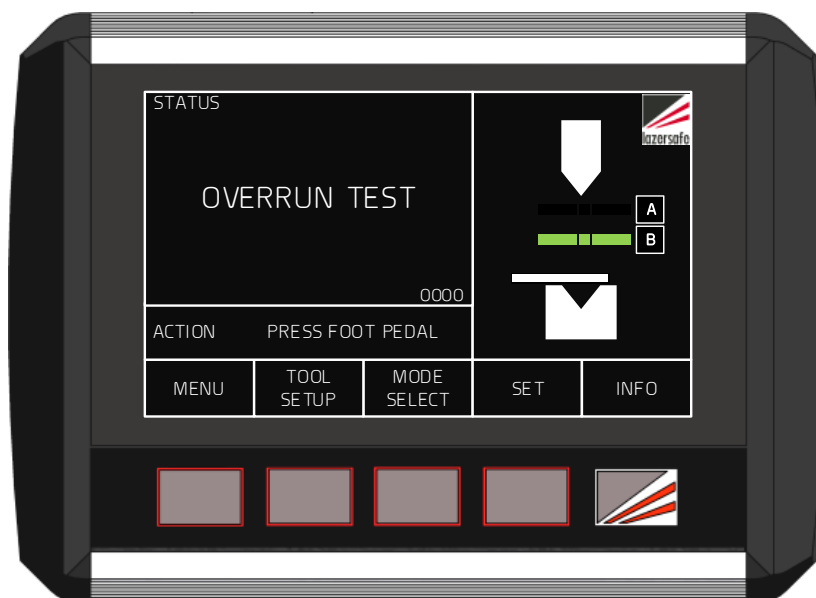 STATUS
OVERRUN TEST
0000
ACTION PRESS FOOT PEDAL
lazersafe
A
B
MENU
TOOL
SETUP
MODE
SELECT
SET
INFO